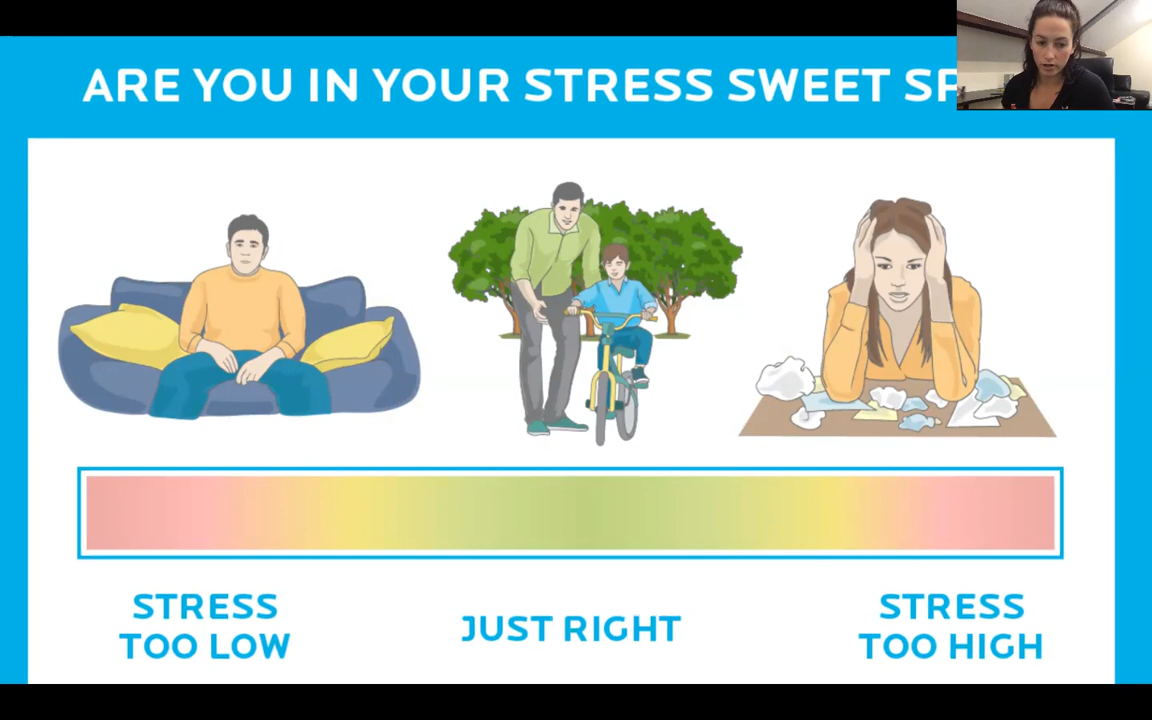 ARE YOU IN YOUR STRESS SWEET
STRESS
TOO LOW
JUST RIGHT
STRESS
TOO HIGH